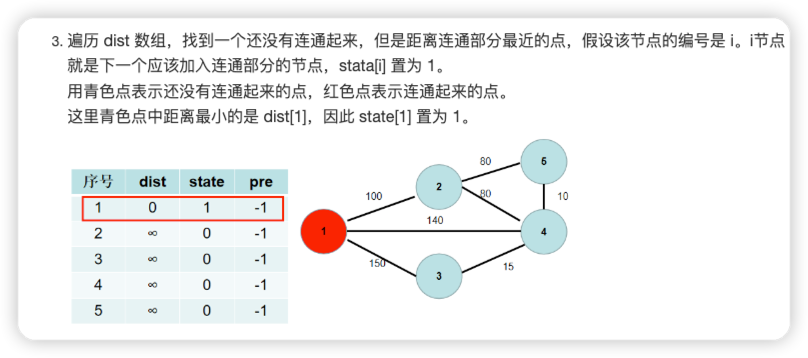 3. 遍历 dist 数组，找到一个还没有连通起来，但是距离连通部分最近的点，假设该节点的编号是 i。i节点
就是下一个应该加入连通部分的节点，stata[i] 置为 1。
用青色点表示还没有连通起来的点，红色点表示连通起来的点。
这里青色点中距离最小的是 dist[1]，因此 state[1] 置为 1。
序号 dist state pre
1 0 1 -1
2 ∞ 0 -1
3 ∞ 0 -1
4 ∞ 0 -1
5 ∞ 0 -1
80
5
100
2
80
10
140
1
4
150
3
15